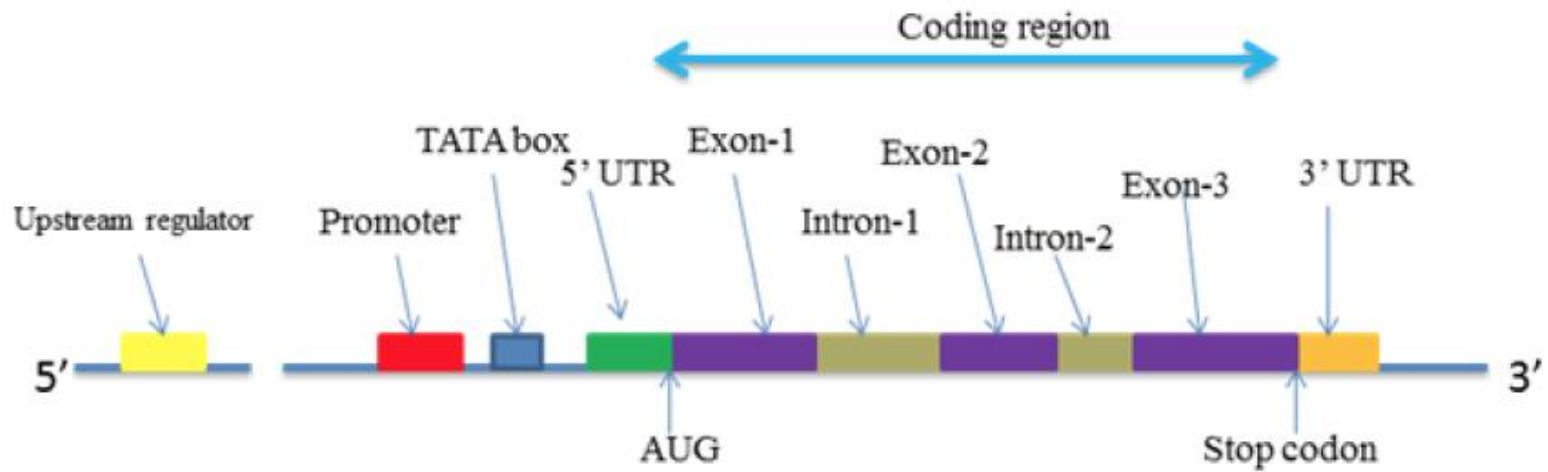 Coding region
TATA box
5’ UTR
Exon-1
Exon-2
Exon-3
3’ UTR
Upstream regulator
Promoter
Intron-1
Intron-2
5’
3’
AUG
Stop codon